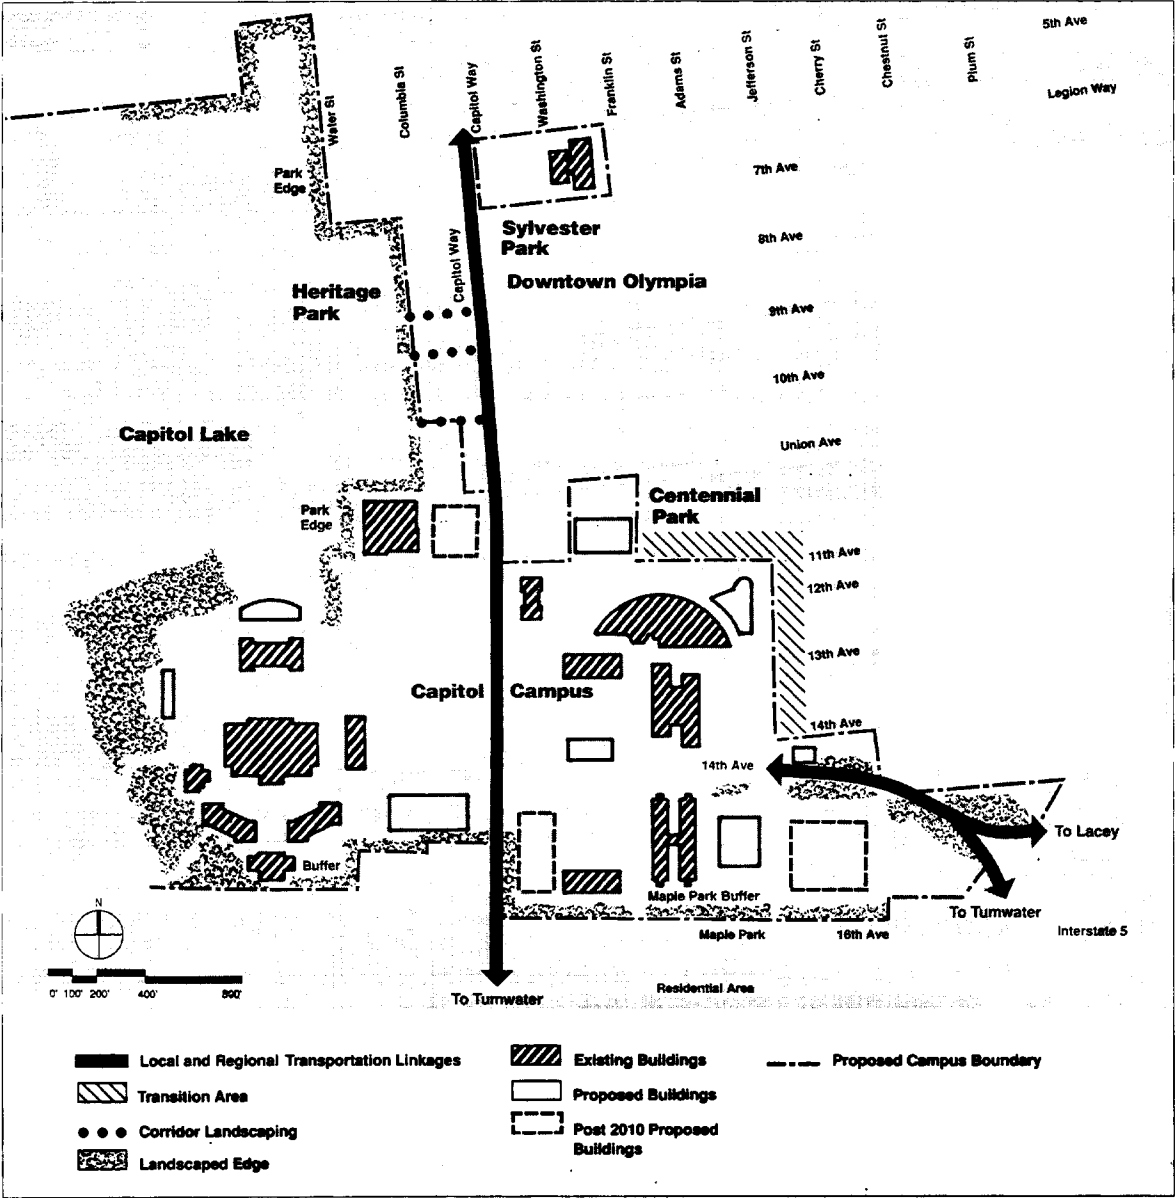 5th Ave
Legion Way
Water St
Columbia St
Capitol Way
Washington St
Franklin St
Adams St
Jefferson St
Cherry St
Chestnut St
Plum St
Park
Edge
7th Ave
Sylvester
Park
8th Ave
Capitol Way
Downtown Olympia
Heritage
Park
9th Ave
10th Ave
Capitol Lake
Union Ave
Centennial
Park
Park
Edge
11th Ave
12th Ave
13th Ave
Capitol Campus
14th Ave
14th Ave
To Lacey
Buffer
Maple Park Buffer
To Tumwater
N
Maple Park
16th Ave
Interstate 5
0' 100' 200' 400' 800'
To Tumwater
Residential Area
Local and Regional Transportation Linkages
Transition Area
Corridor Landscaping
Landscaped Edge
Existing Buildings
Proposed Buildings
Post 2010 Proposed
Buildings
Proposed Campus Boundary